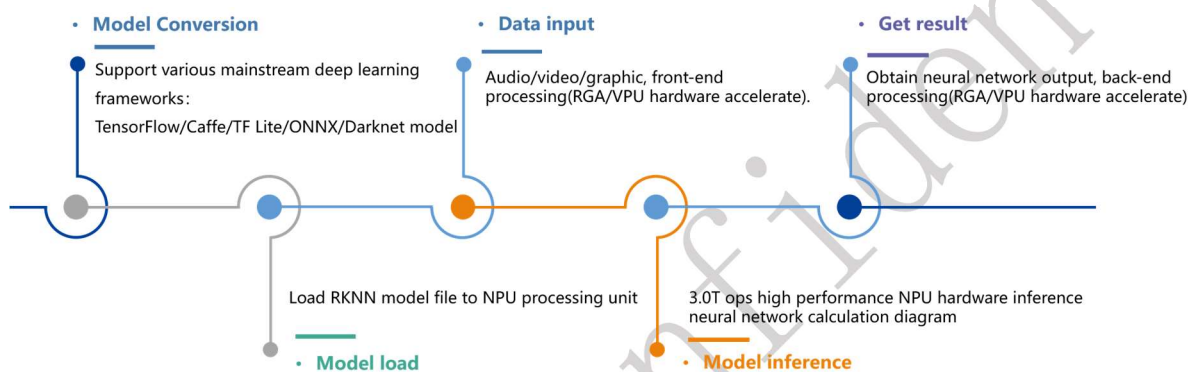 • Model Conversion
Support various mainstream deep learning
frameworks:
TensorFlow/Caffe/TF Lite/ONNX/Darknet model
Load RKNN model file to NPU processing unit
• Model load
• Data input
Audio/video/graphic, front-end
processing(RGA/VPU hardware accelerate).
3.0T ops high performance NPU hardware inference
neural network calculation diagram
• Model inference
• Get result
Obtain neural network output, back-end
processing(RGA/VPU hardware accelerate)
nfiden